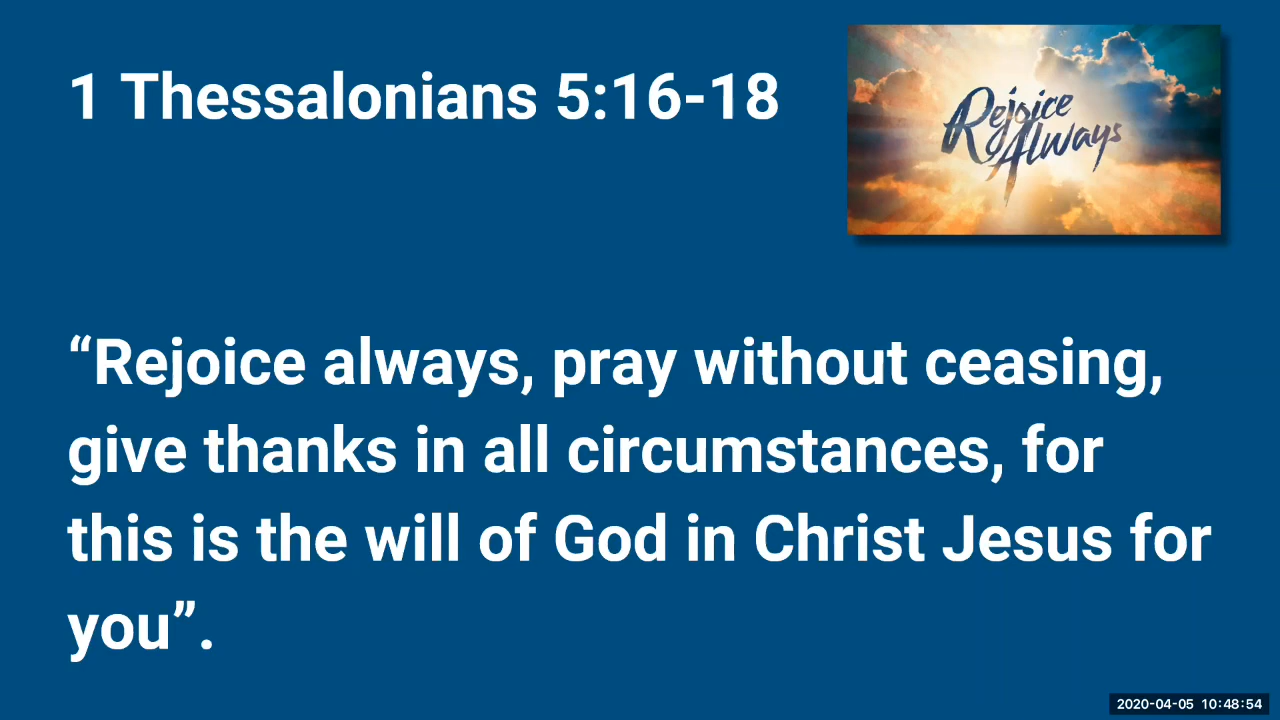 1 Thessalonians 5:16-18
Rejoice
Always
“Rejoice always, pray without ceasing,
give thanks in all circumstances, for
this is the will of God in Christ Jesus for
you”.
2020-04-05 10:48:54